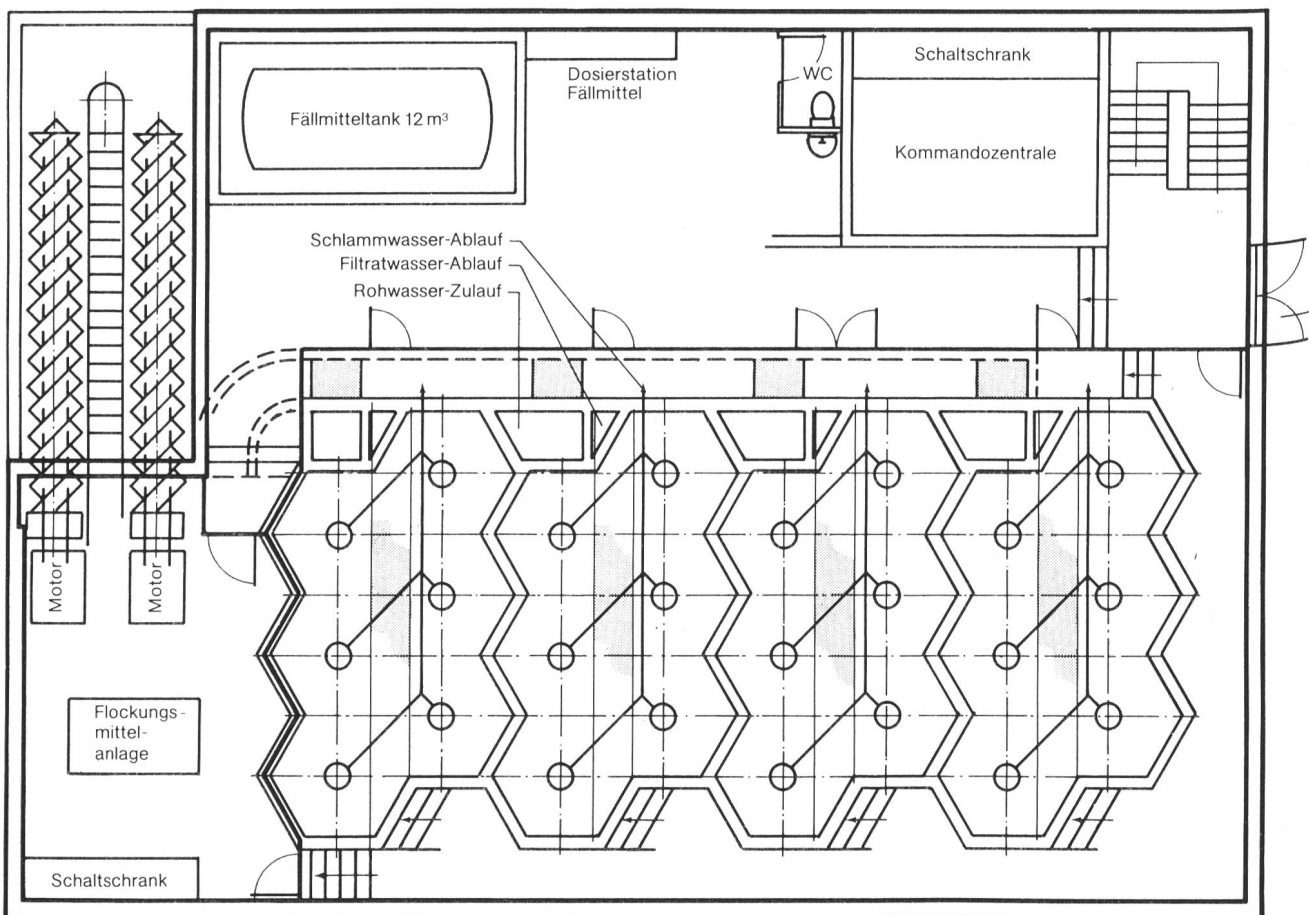 Schaltschrank
Dosierstation
Fällmittel
WC
Fällmitteltank 12 m³
Kommandozentrale
Schlammwasser-Ablauf
Filtratwasser-Ablauf
Rohwasser-Zulauf
Motor
Motor
Flockungs-
mittel-
anlage
Schaltschrank